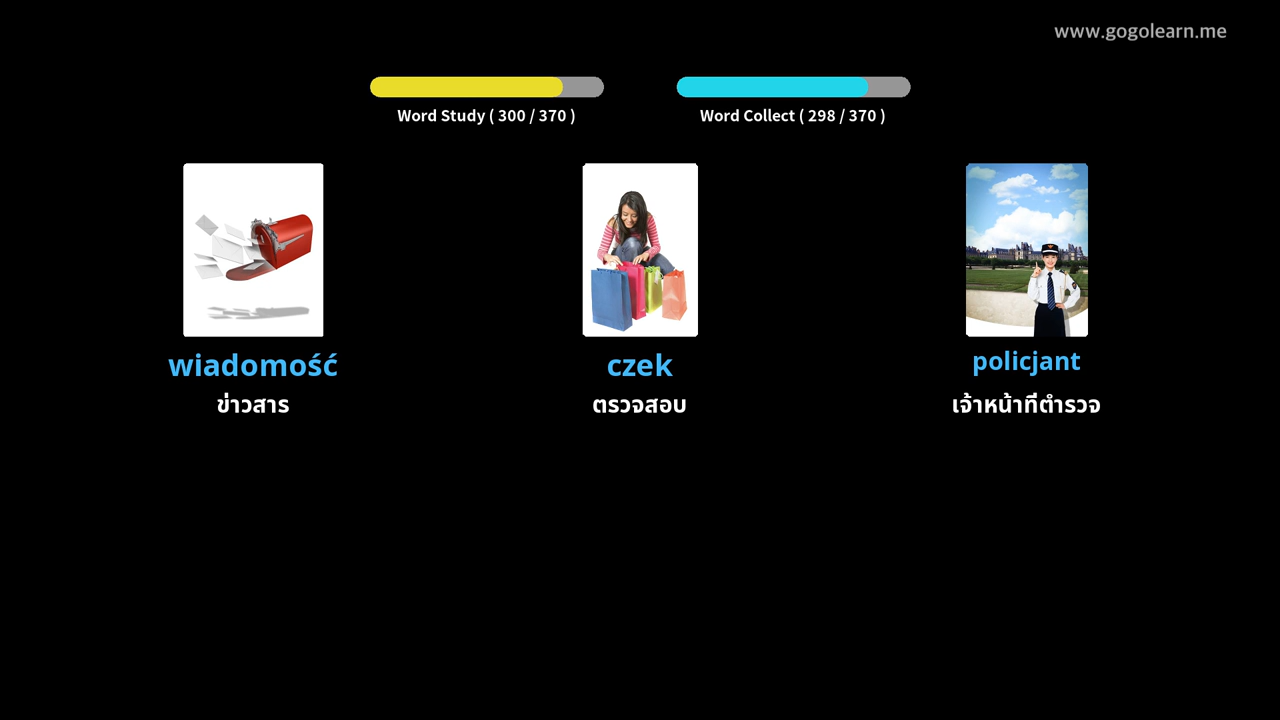 www.gogolearn.me
Word Study ( 300 / 370 )
Word Collect ( 298 / 370 )
wiadomość
czek
policjant
ข่าวสาร
ตรวจสอบ
เจ้าหน้าที่ตำรวจ